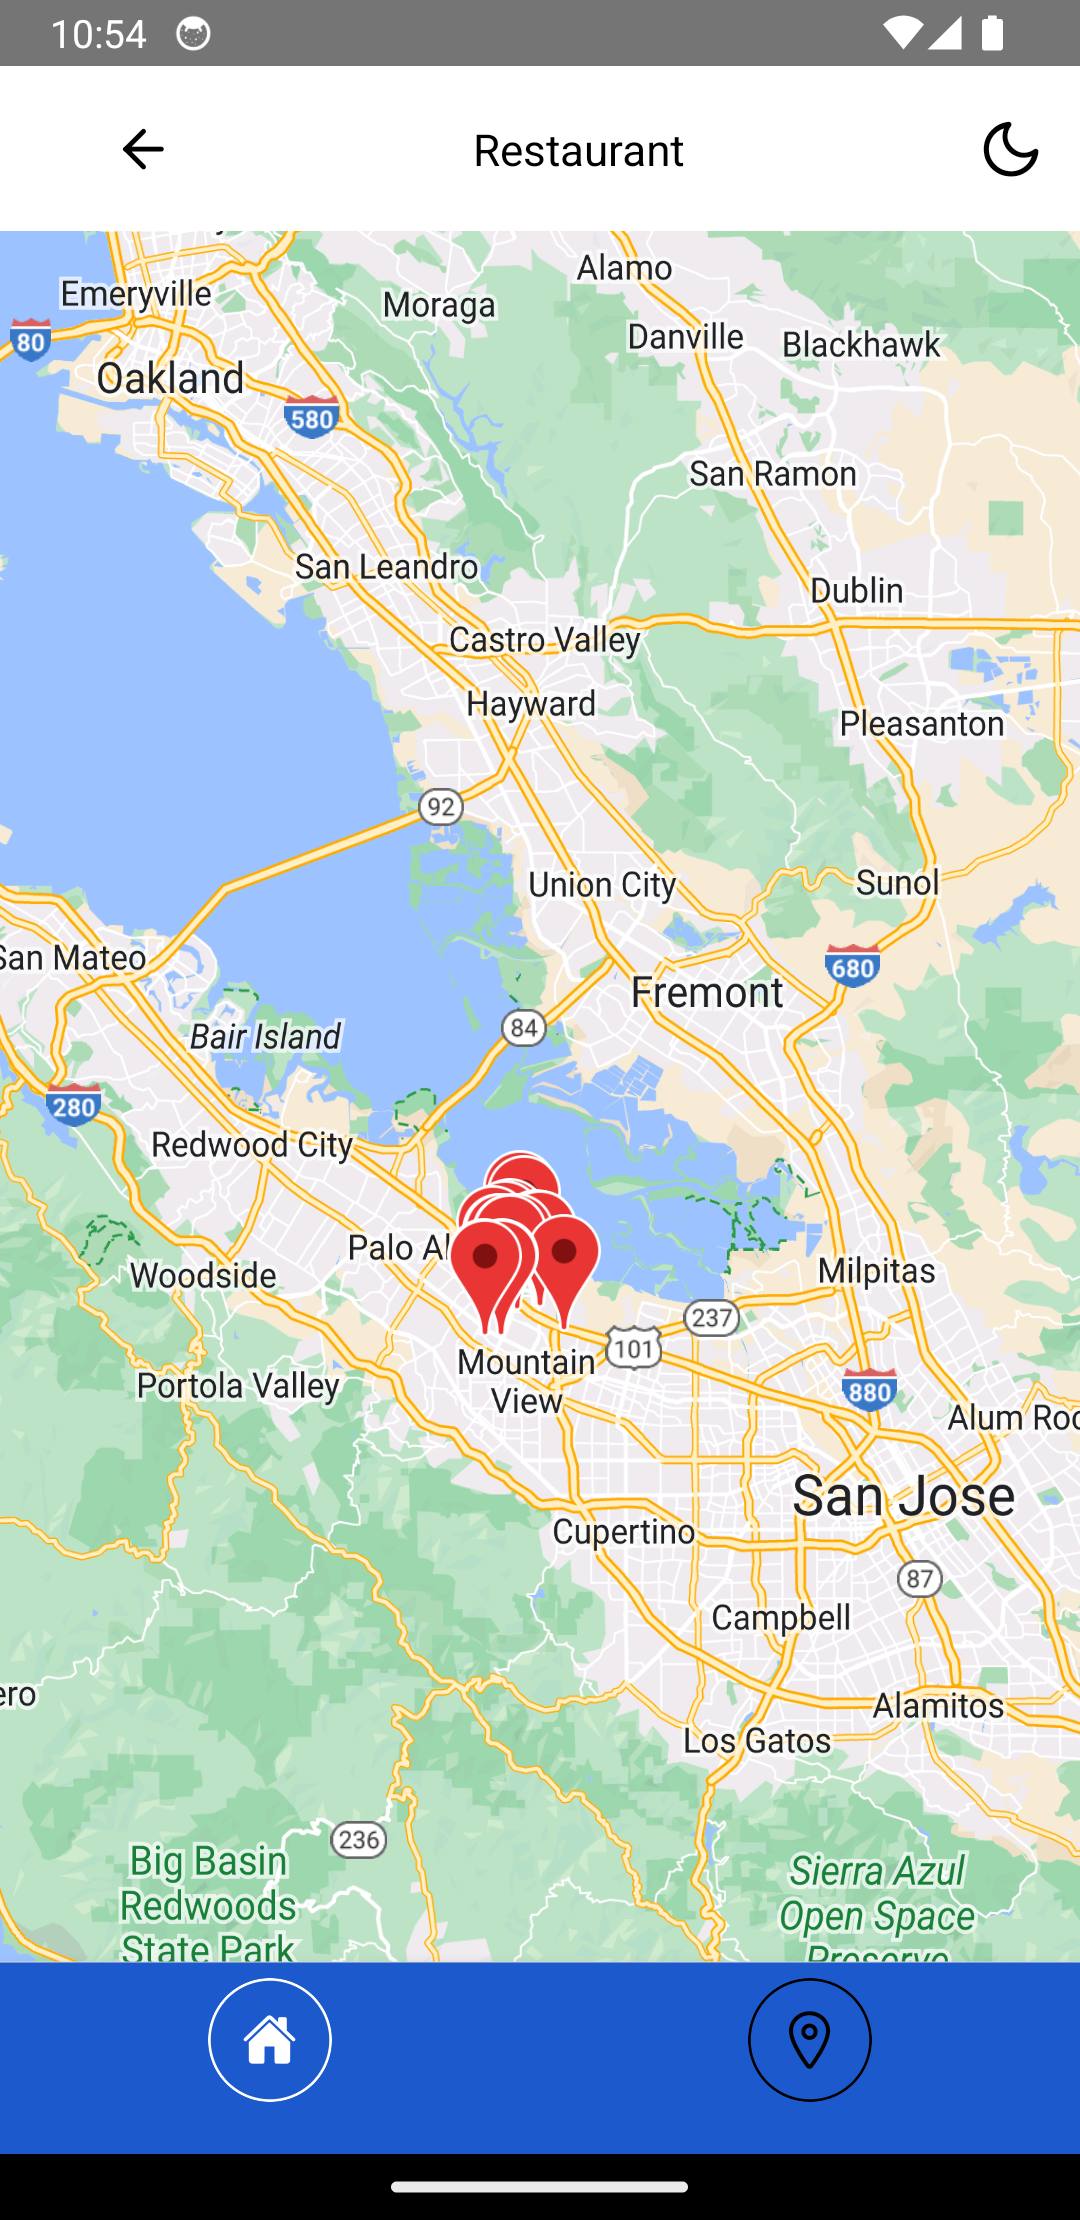 10:54
Restaurant
Alamo
Emeryville
Moraga
Danville
Blackhawk
80
Oakland
580
San Ramon
San Leandro
Dublin
Castro Valley
Hayward
Pleasanton
92
Union City
Sunol
San Mateo
680
Fremont
84
Bair Island
280
Redwood City
Palo Al
Woodside
Milpitas
237
101
Mountain
View
Portola Valley
880
Alum Roc
San Jose
Cupertino
87
Campbell
ero
Alamitos
Los Gatos
236
Big Basin
Redwoods
State Park
Sierra Azul
Open Space
Preserve